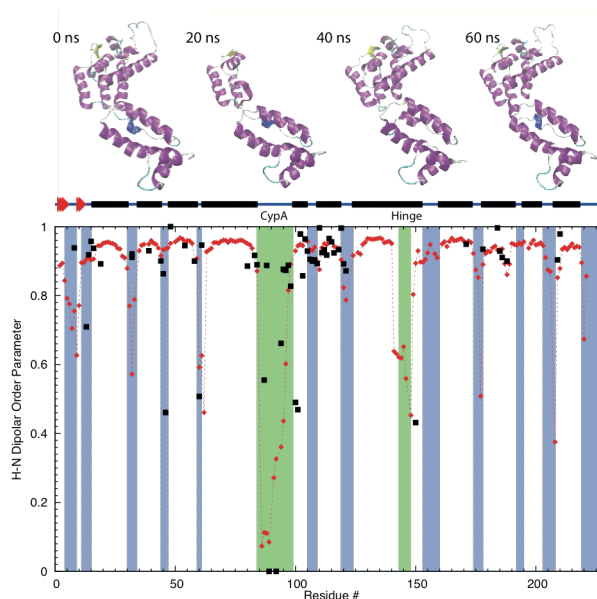 0 ns 20 ns 40 ns 60 ns
CypA Hinge
H-N Dipolar Order Parameter
1
0.8
0.6
0.4
0.2
0
0 50 100 150 200
Residue #